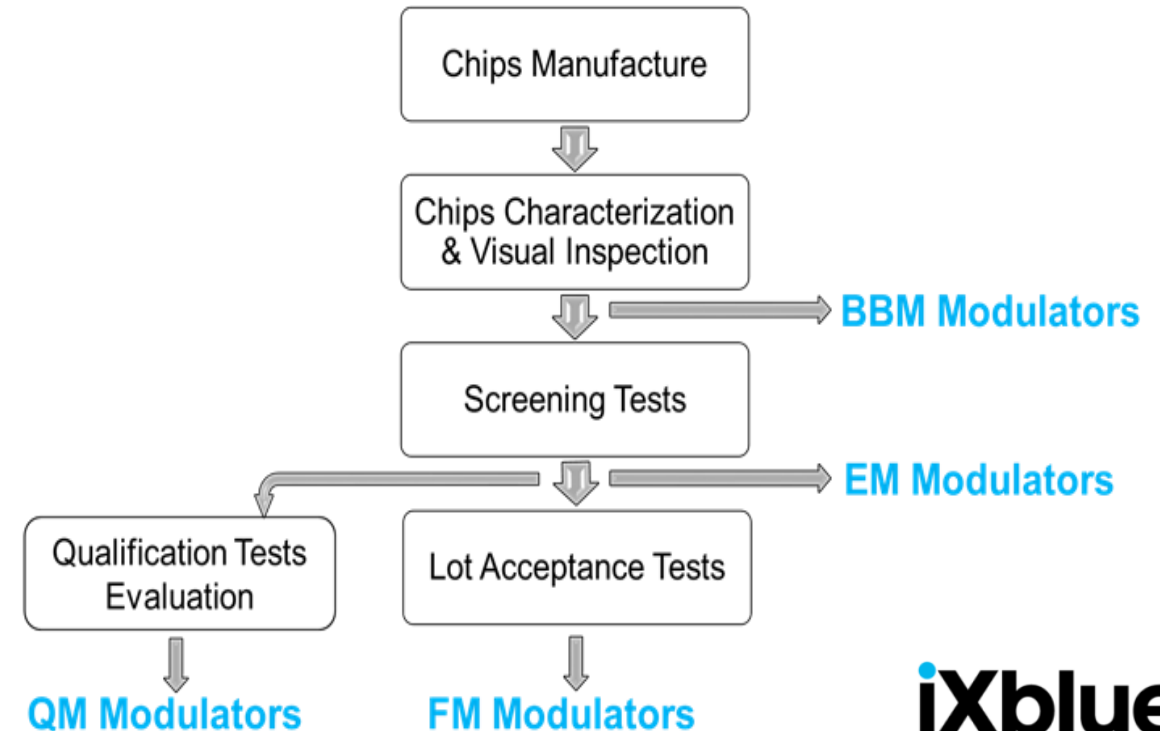 Chips Manufacture
Chips Characterization
& Visual Inspection
BBM Modulators
Screening Tests
EM Modulators
Qualification Tests
Evaluation
Lot Acceptance Tests
QM Modulators
FM Modulators
iXblue